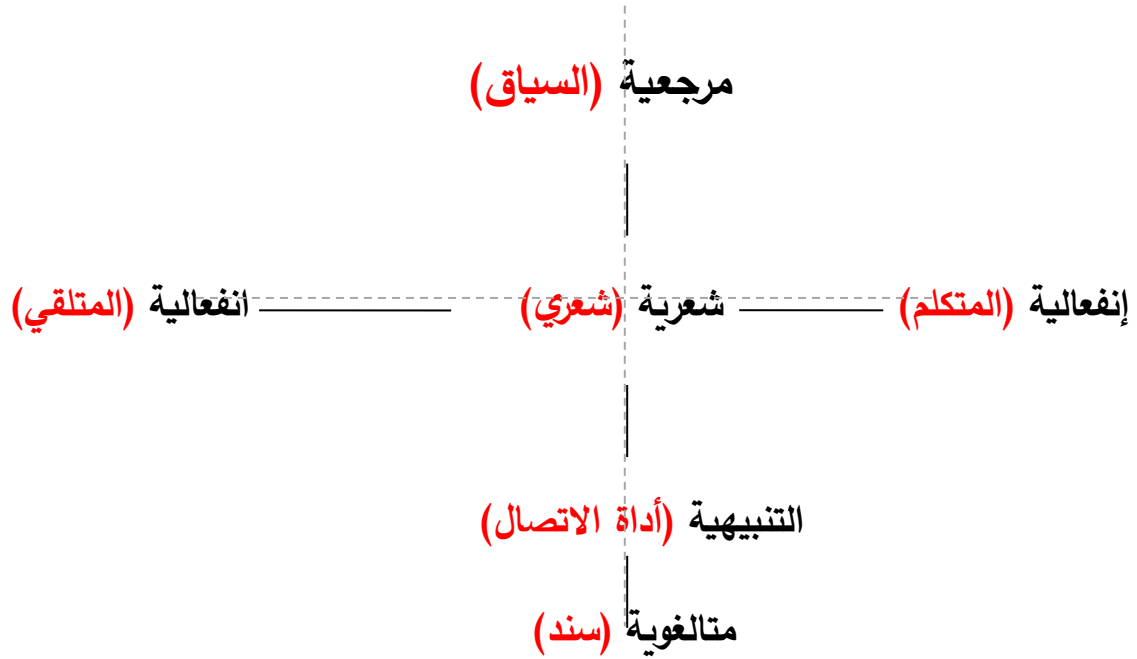 مرجعية (السياق)
إنفعالية (المتكلم) شعرية (شعري) انفعالية (المتلقي)
التنبيهية (أداة الاتصال)
متالغوية (سند)